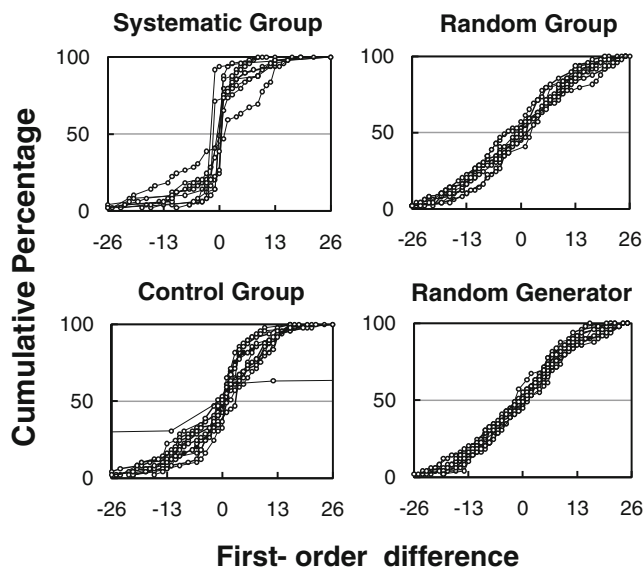 Systematic Group
Random Group
100
50
0
-26 -13 0 13 26
100
50
0
-26 -13 0 13 26
Cumulative Percentage
Control Group
Random Generator
100
50
0
-26 -13 0 13 26
100
50
0
-26 -13 0 13 26
First- order difference